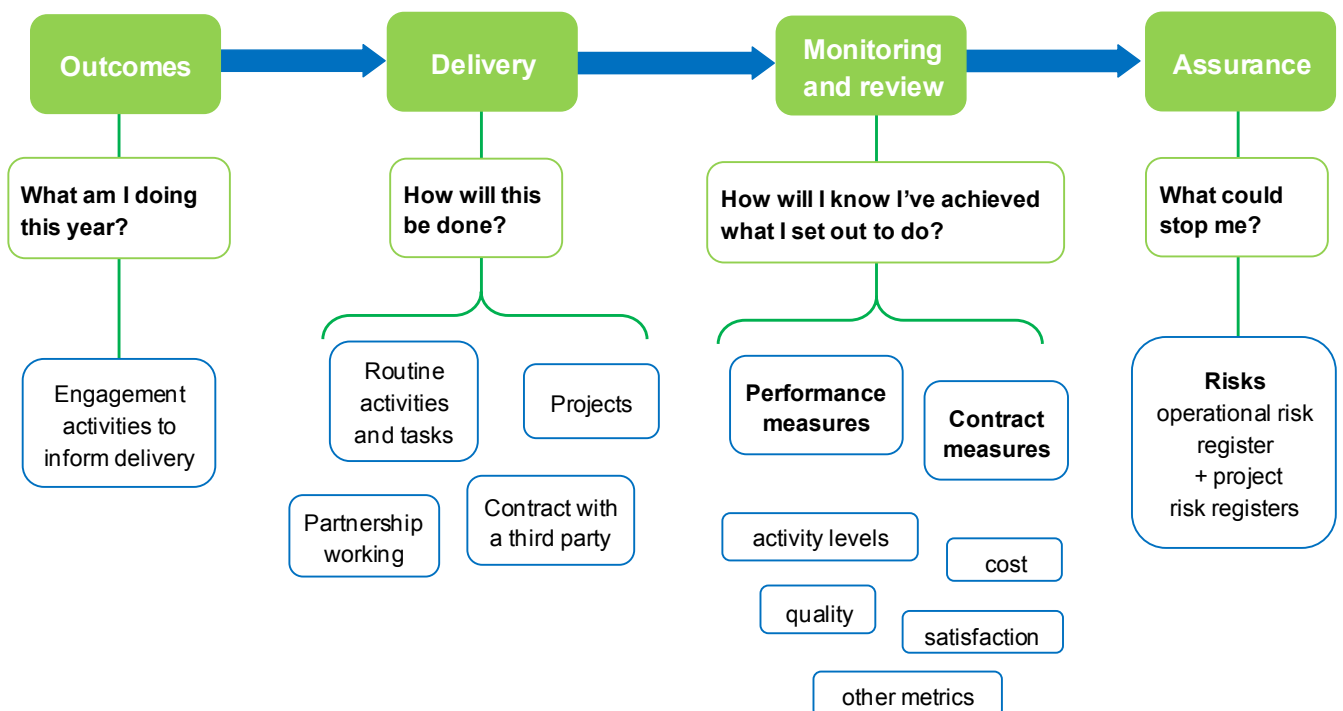 Outcomes
Delivery
Monitoring
and review
Assurance
What am I doing
this year?
How will this
be done?
How will I know I’ve achieved
what I set out to do?
What could
stop me?
Engagement
activities to
inform delivery
Routine
activities
and tasks
Projects
Partnership
working
Contract with
a third party
Performance
measures
Contract
measures
activity levels
cost
quality
satisfaction
other metrics
Risks
operational risk
register
+ project
risk registers